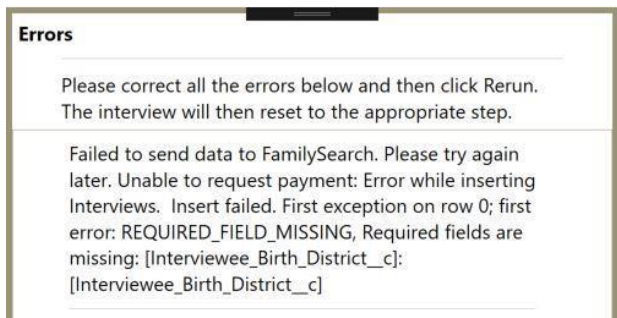 Errors
Please correct all the errors below and then click Rerun.
The interview will then reset to the appropriate step.
Failed to send data to FamilySearch. Please try again
later. Unable to request payment: Error while inserting
Interviews.  Insert failed. First exception on row 0; first
error: REQUIRED_FIELD_MISSING, Required fields are
missing: [Interviewee_Birth_District__c]:
[Interviewee_Birth_District__c]